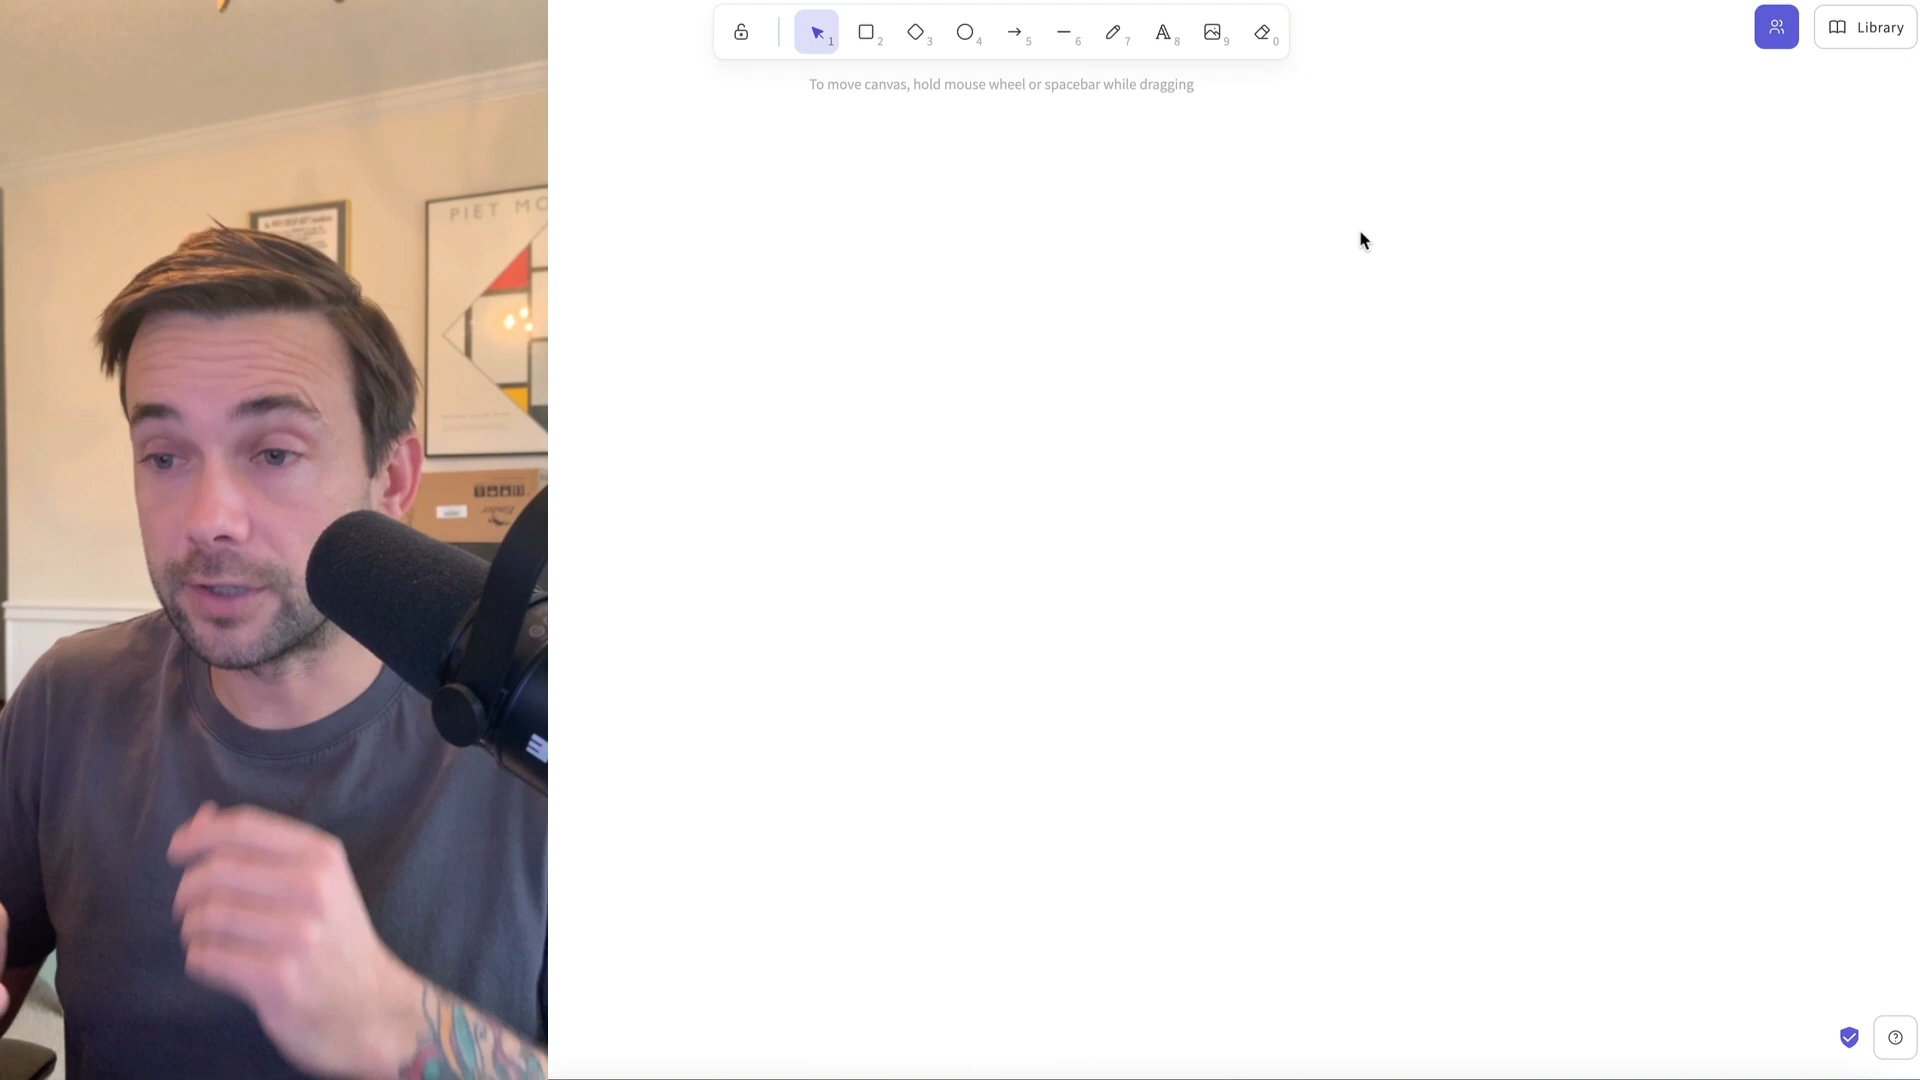 1
2
3
4
5
6
7
8
9
0
Library
To move canvas, hold mouse wheel or spacebar while dragging
PIET MO
Ender